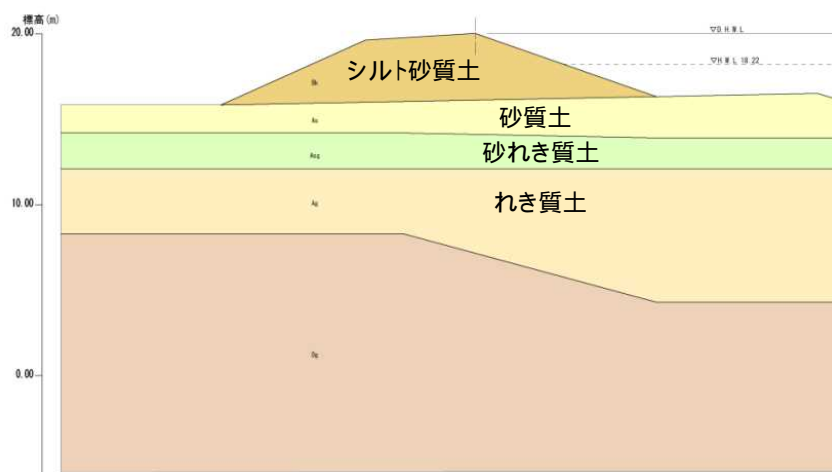 標高(m)
20.00
▽D.H.W.L
▽H.W.L 18.22
シルト砂質土
Bs
砂質土
As
砂れき質土
Asg
10.00
れき質土
Ag
0.00
Dg